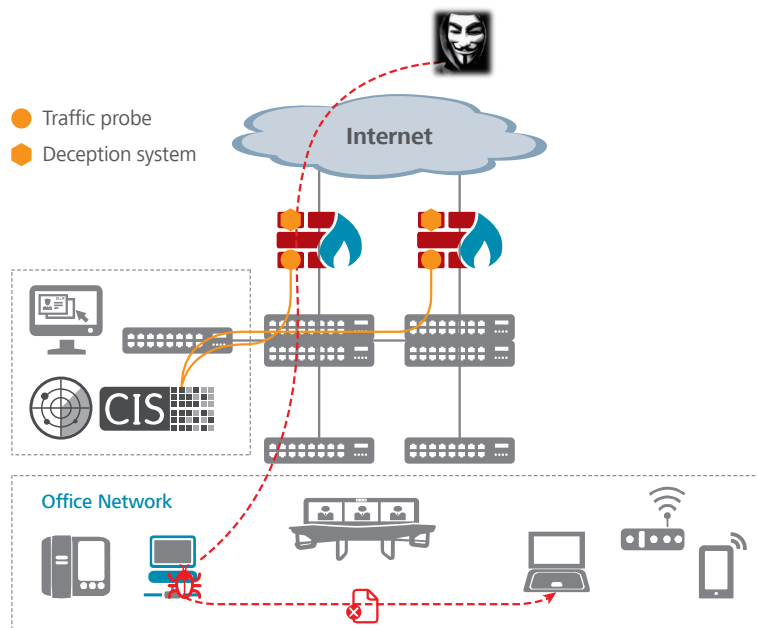 Internet
Traffic probe
Deception system
CIS
Office Network